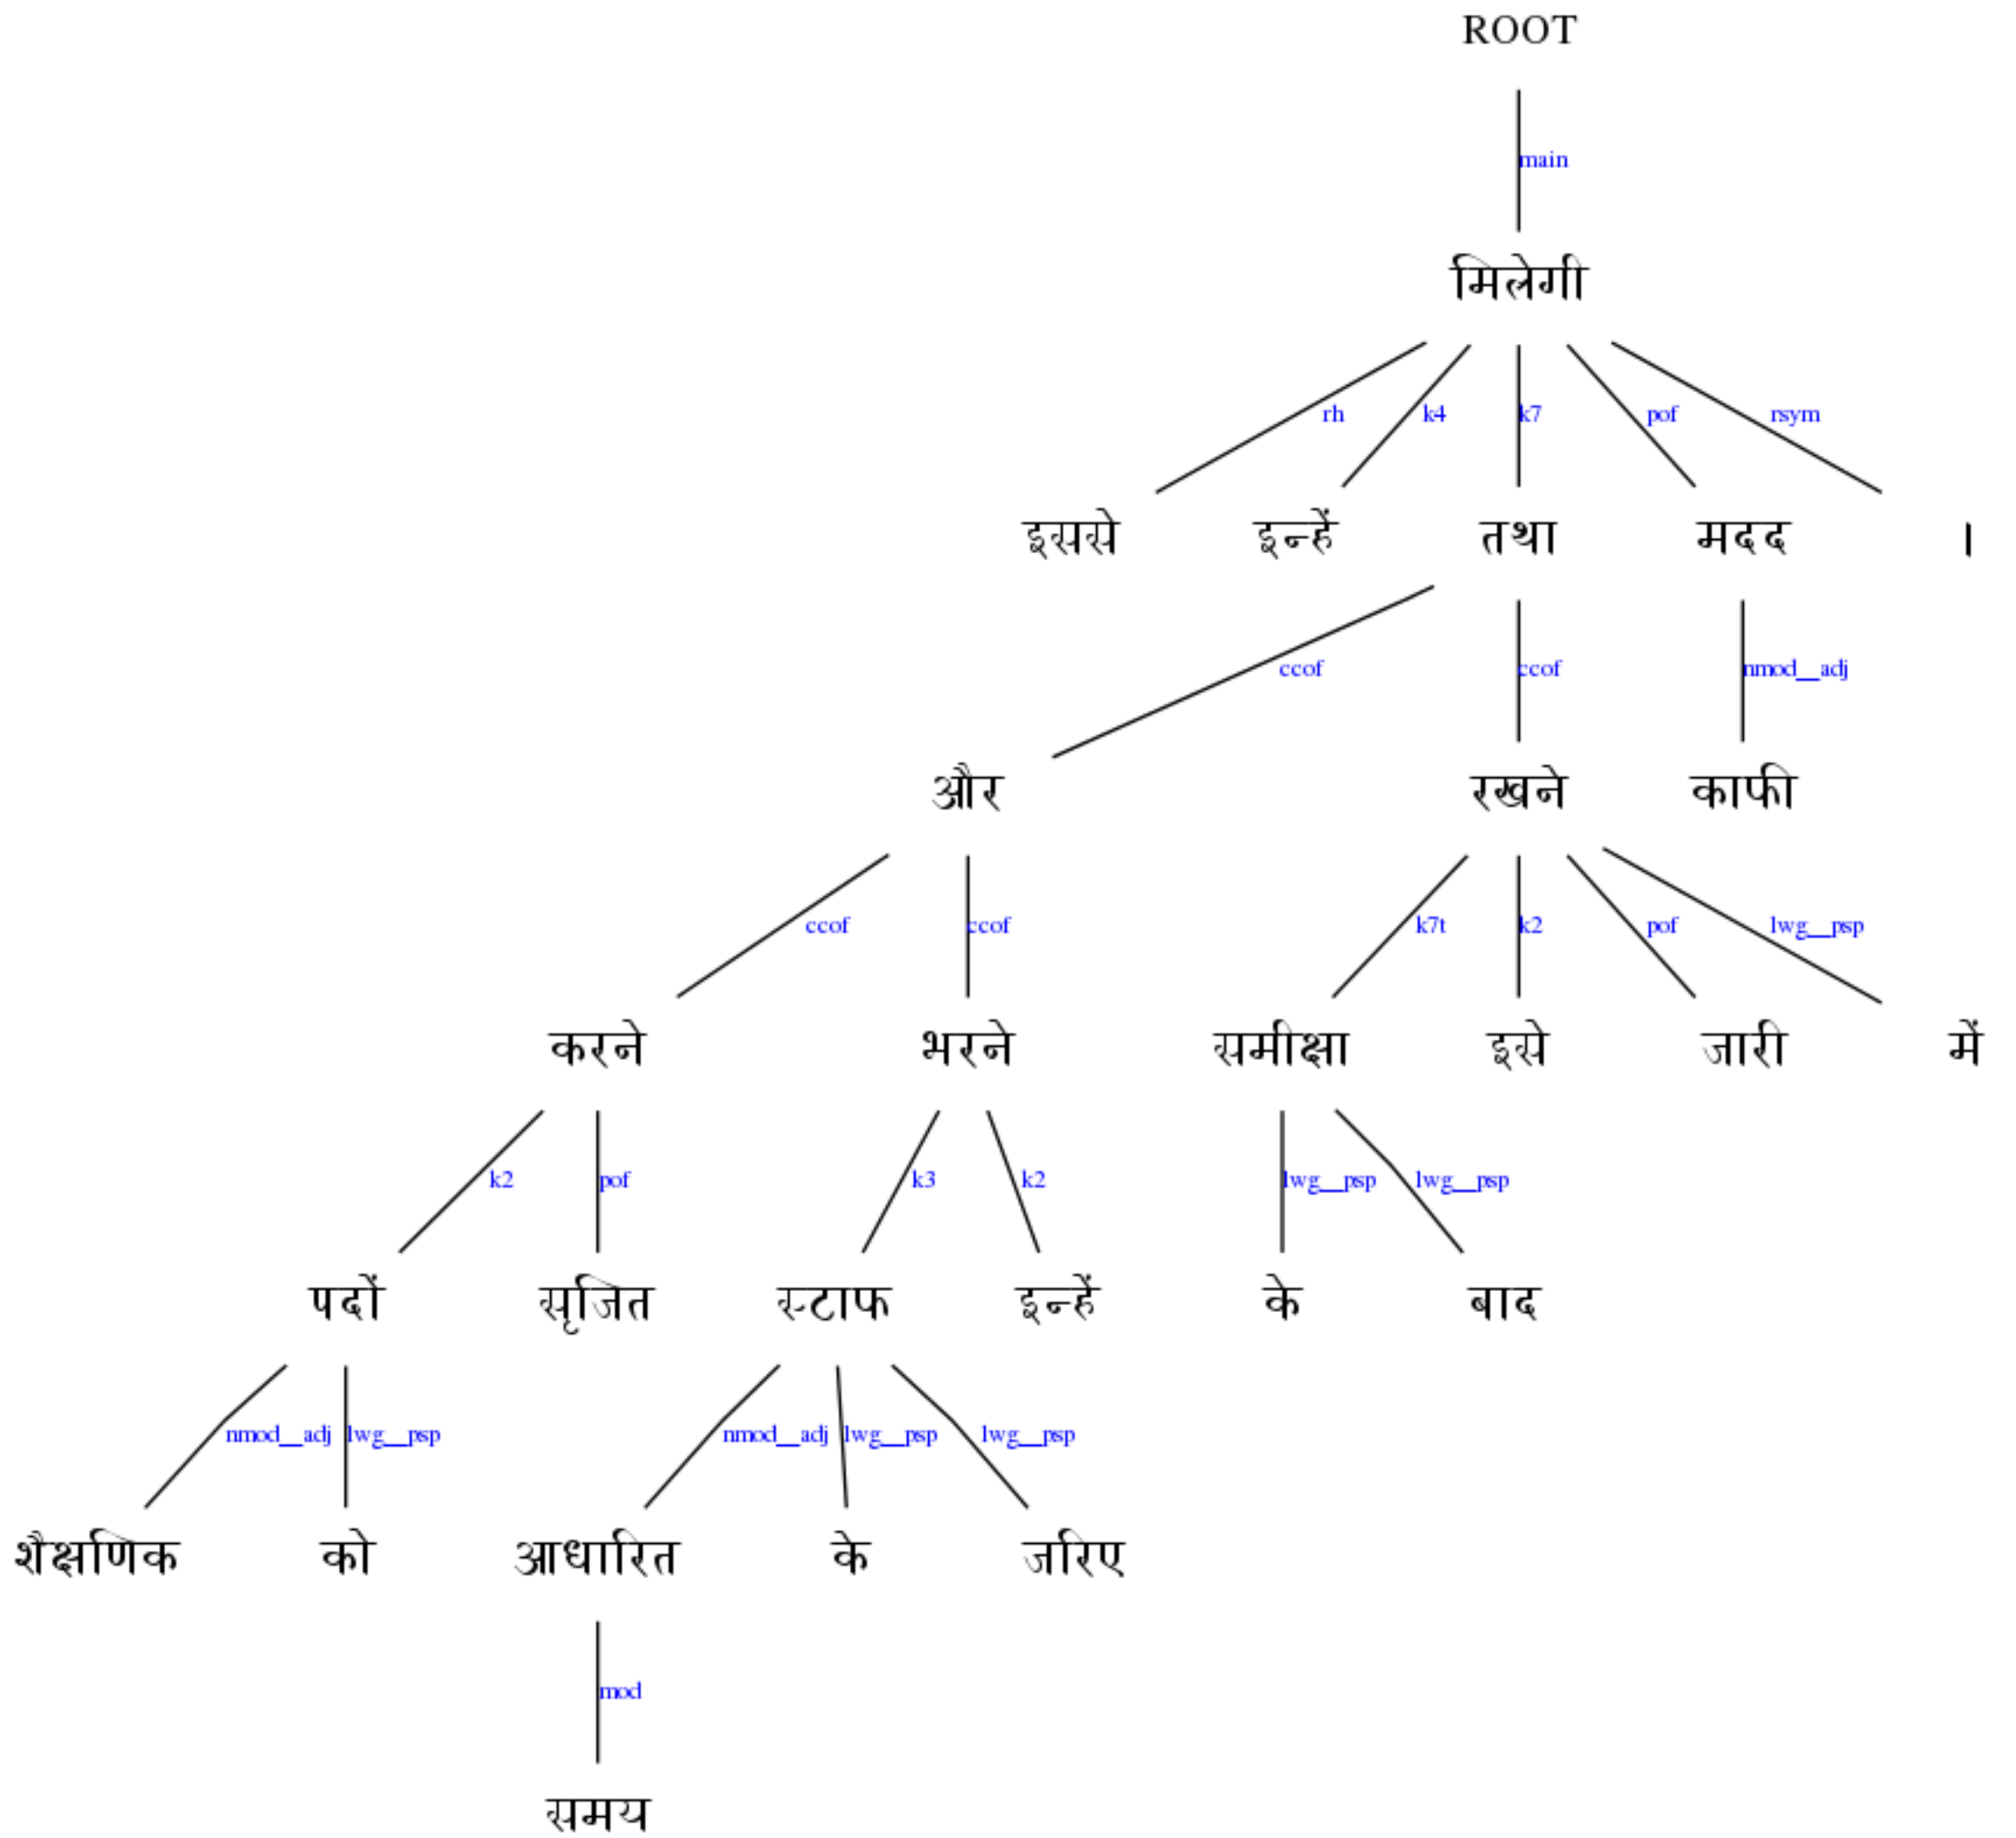 ROOT
main
मिलेगी
rh k4 k7 pof rsym
इससे इन्हें तथा मदद ।
ccof ccof nmod__adj
और रखने काफी
ccof ccof k7t k2 pof lwg__psp
करने भरने समीक्षा इसे जारी में
k2 pof k3 k2 lwg__psp lwg__psp
पदों सृजित स्टाफ इन्हें के बाद
nmod__adj lwg__psp nmod__adj lwg__psp lwg__psp
शैक्षणिक को आधारित के जरिए
mod
समय